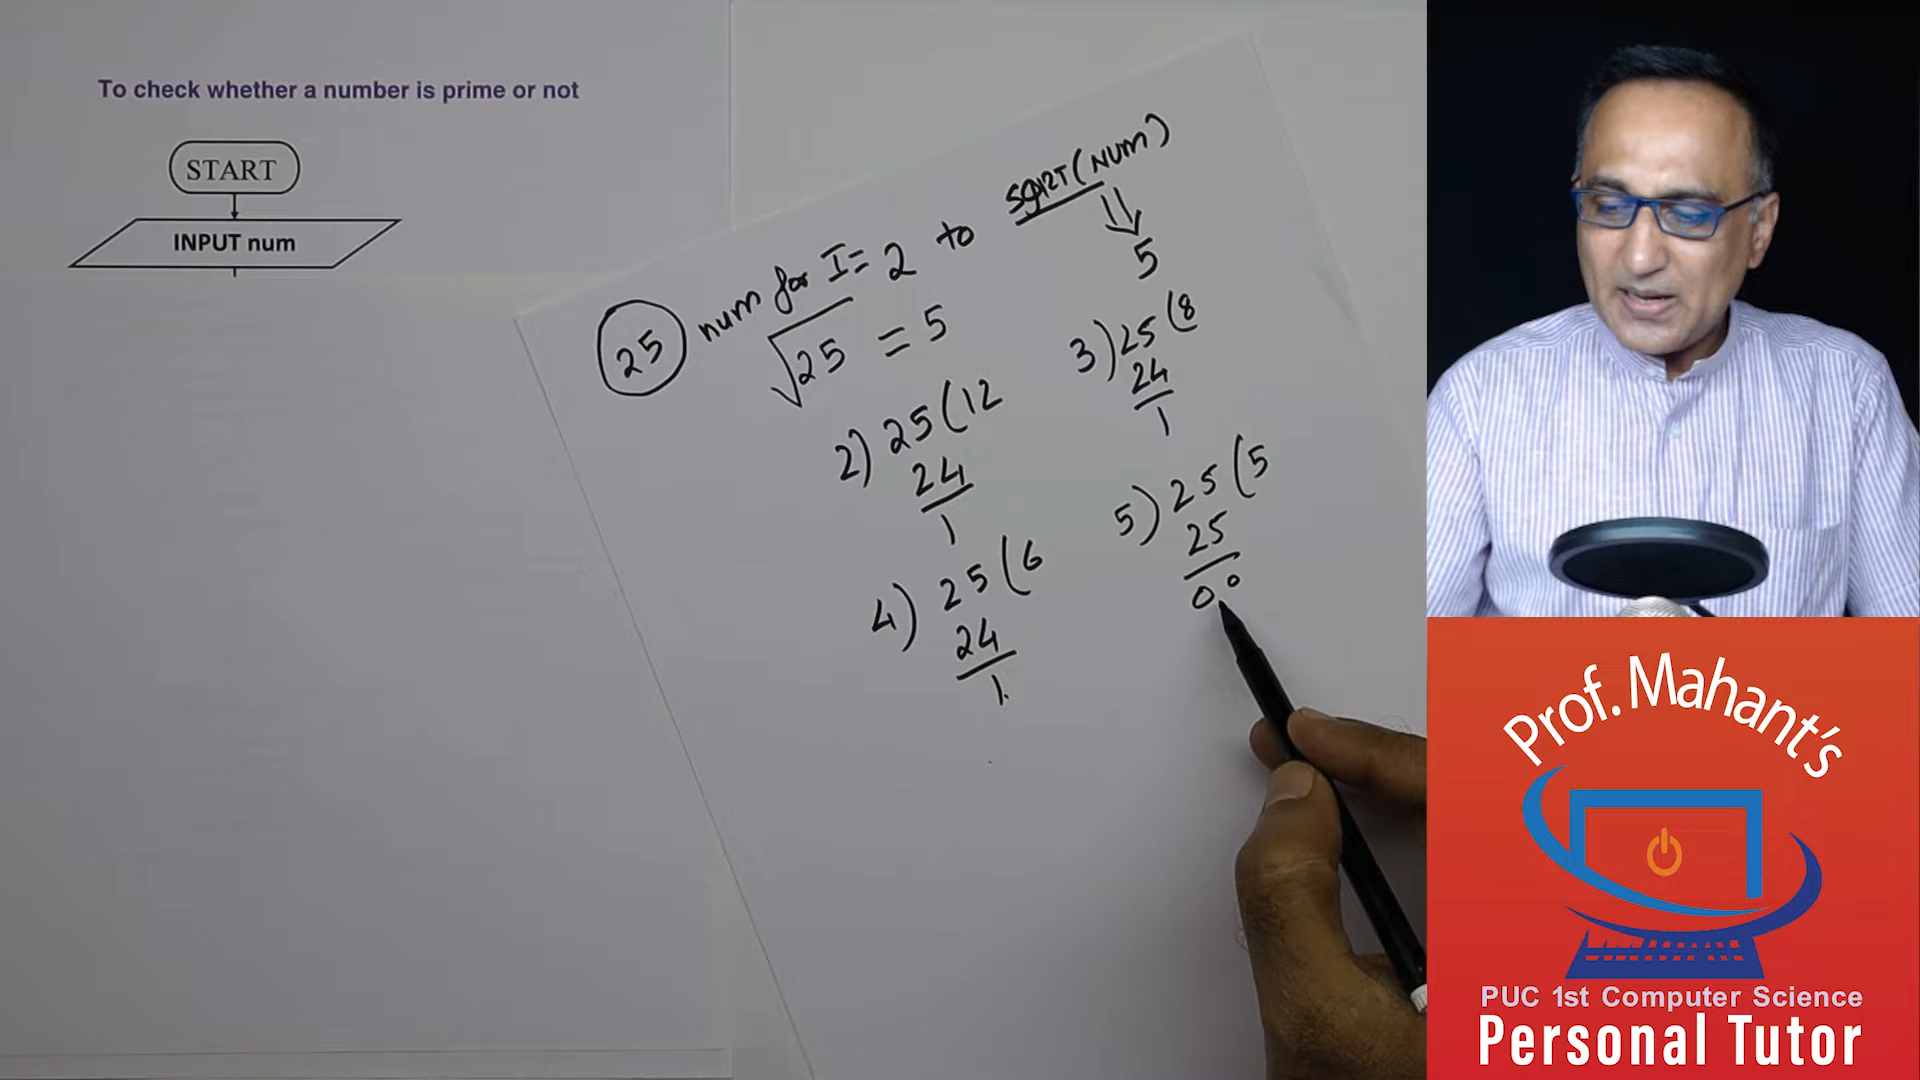 To check whether a number is prime or not
START
INPUT num
25 num for I = 2 to SQRT(NUM)
5
√25 = 5
2) 25 (12
24
1
3) 25 (8
24
1
4) 25 (6
24
1
5) 25 (5
25
00
Prof. Mahant's
PUC 1st Computer Science
Personal Tutor